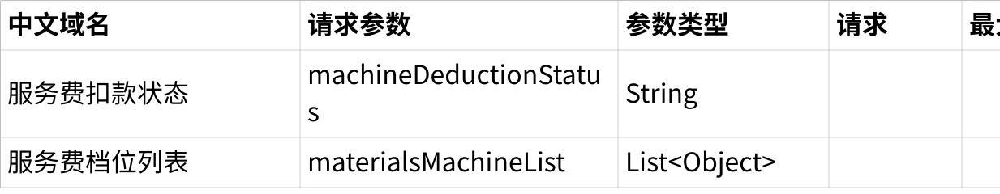 中文域名 请求参数 参数类型 请求 最
服务费扣款状态 machineDeductionStatu
s String
服务费档位列表 materialsMachineList List<Object>